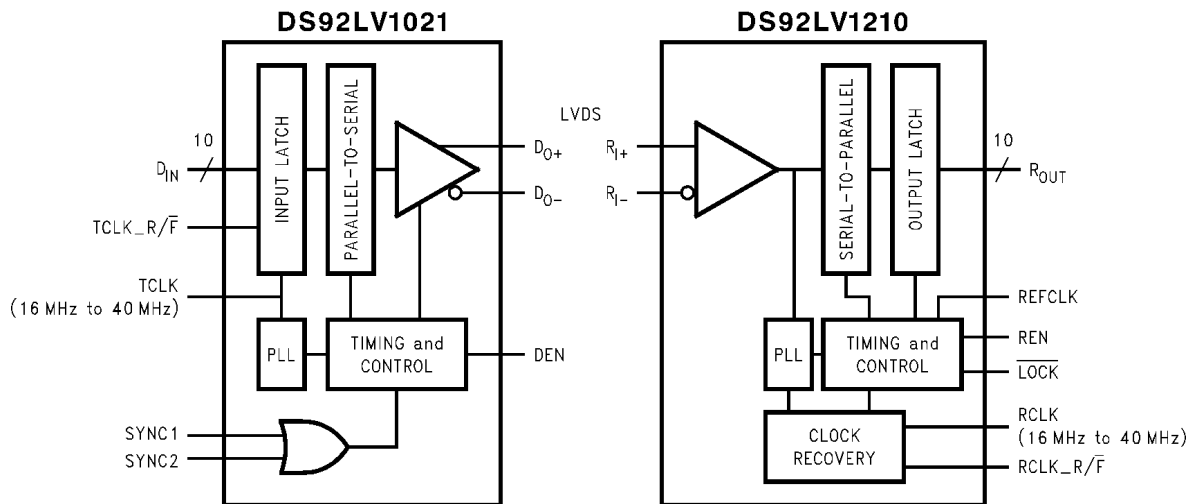 DS92LV1021
DS92LV1210
10
D_IN
TCLK_R/F̅
TCLK
(16 MHz to 40 MHz)
SYNC1
SYNC2
INPUT LATCH
PARALLEL-TO-SERIAL
PLL
TIMING and
CONTROL
D_O+
D_O-
DEN
LVDS
R_I+
R_I-
SERIAL-TO-PARALLEL
OUTPUT LATCH
PLL
TIMING and
CONTROL
CLOCK
RECOVERY
10
R_OUT
REFCLK
REN
L̅O̅C̅K̅
RCLK
(16 MHz to 40 MHz)
RCLK_R/F̅